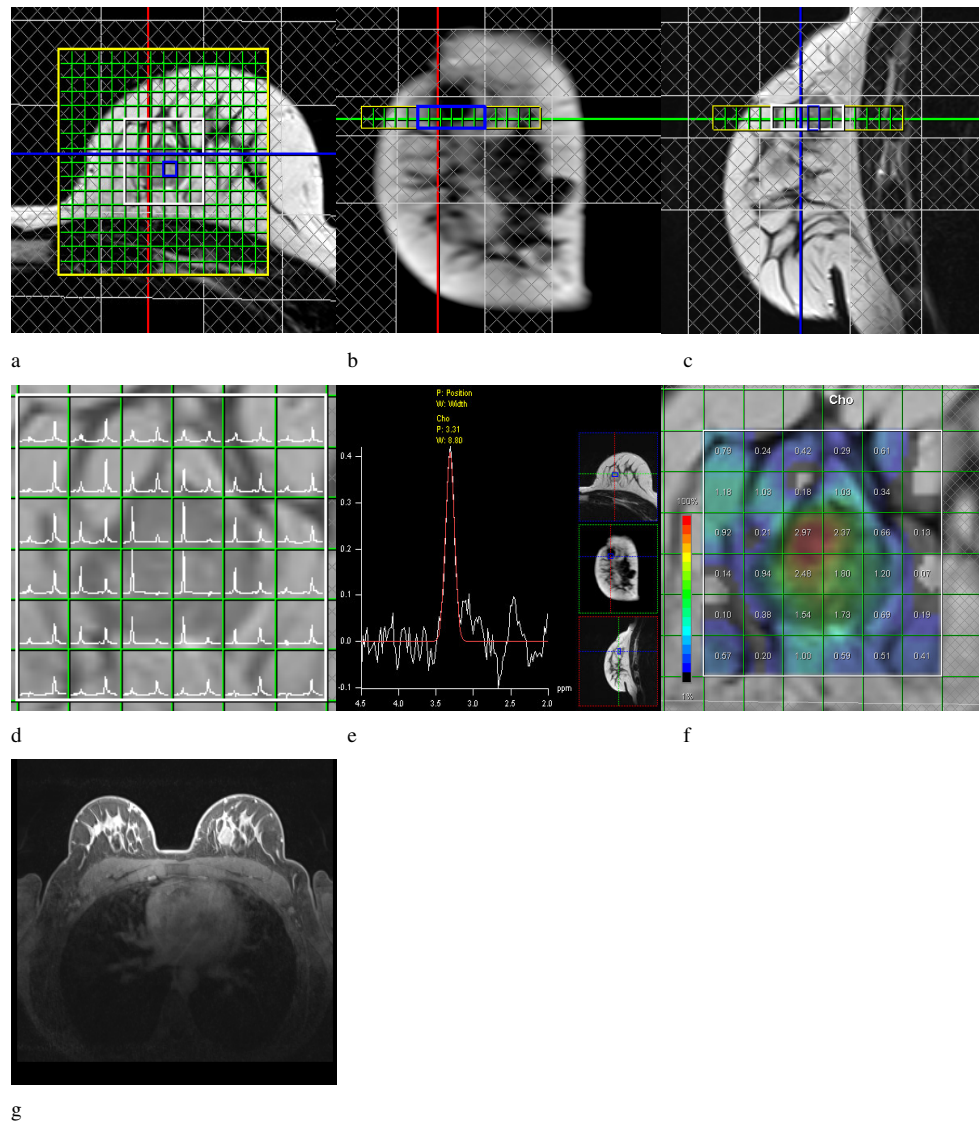 a
b
c
P: Position
W: Width
Cho
P: 3.31
W: 8.80
0.4
0.3
0.2
0.1
0.0
-0.1
ppm
4.5 4.0 3.5 3.0 2.5 2.0
Cho
100%
1%
0.79 0.24 0.42 0.29 0.61
1.18 1.03 0.18 1.03 0.34
0.92 0.21 2.97 2.37 0.66 0.13
0.14 0.94 2.48 1.80 1.20 0.07
0.10 0.38 1.54 1.73 0.69 0.19
0.57 0.20 1.00 0.59 0.51 0.41
d
e
f
g